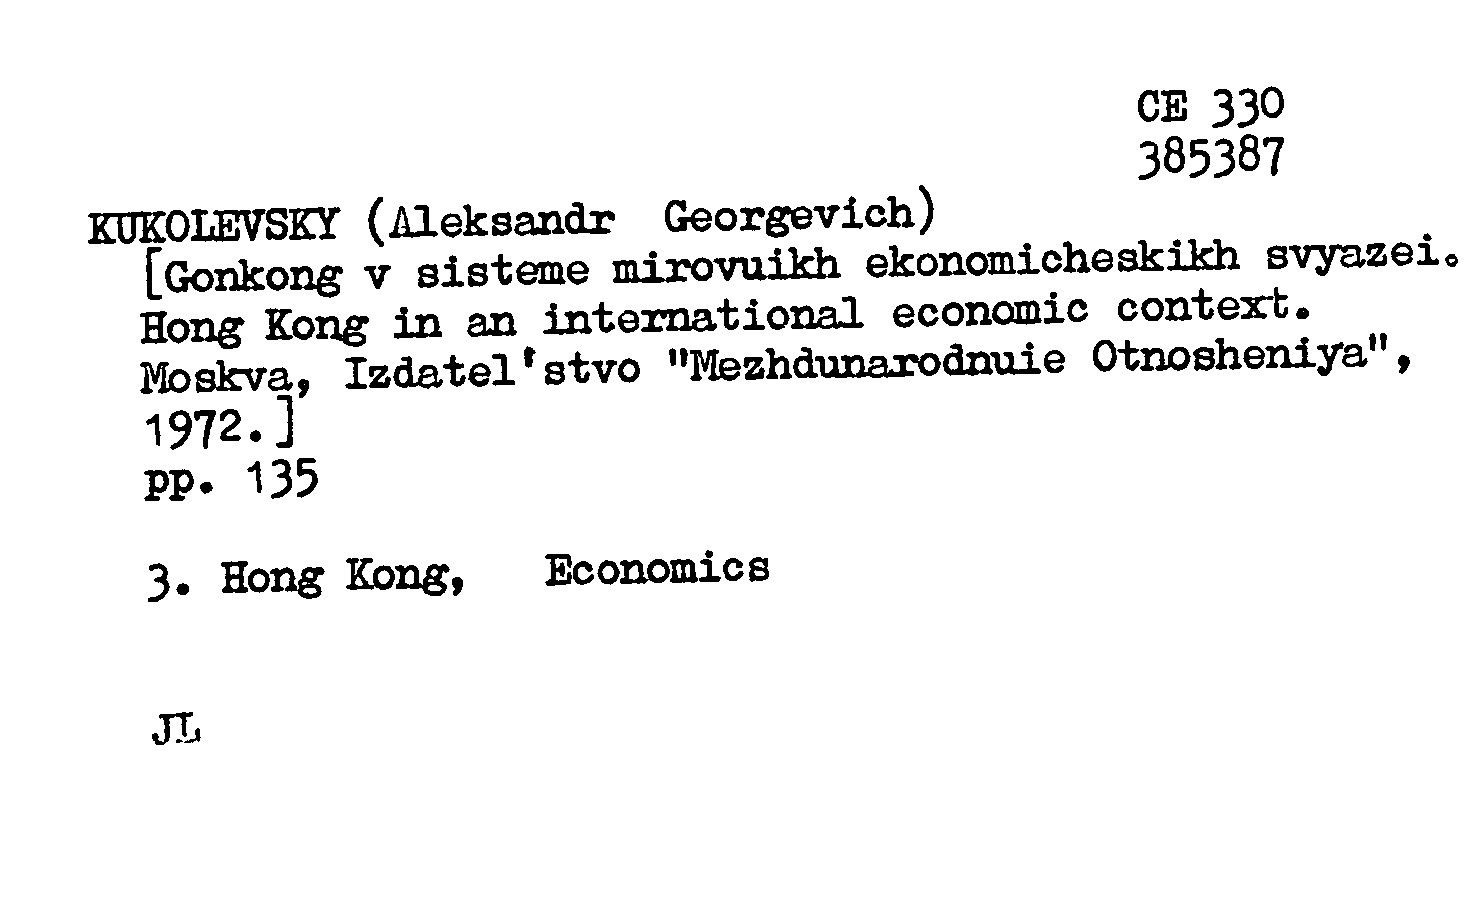 CE 330
385387
KUKOLEVSKY (Aleksandr Georgevich)
[Gonkong v sisteme mirovuikh ekonomicheskikh svyazei.
Hong Kong in an international economic context.
Moskva, Izdatel'stvo "Mezhdunarodnuie Otnosheniya",
1972.]
pp. 135
3. Hong Kong, Economics
JL